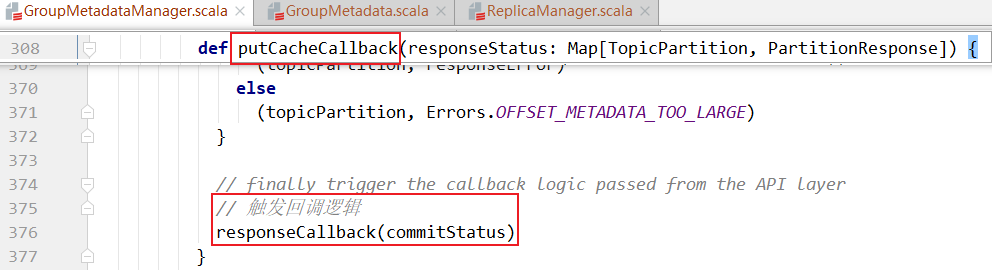 GroupMetadataManager.scala × GroupMetadata.scala × ReplicaManager.scala ×
308 def putCacheCallback(responseStatus: Map[TopicPartition, PartitionResponse]) {
369 (topicPartition, responseError)
370 else
371 (topicPartition, Errors.OFFSET_METADATA_TOO_LARGE)
372 }
373
374 // finally trigger the callback logic passed from the API layer
375 // 触发回调逻辑
376 responseCallback(commitStatus)
377 }